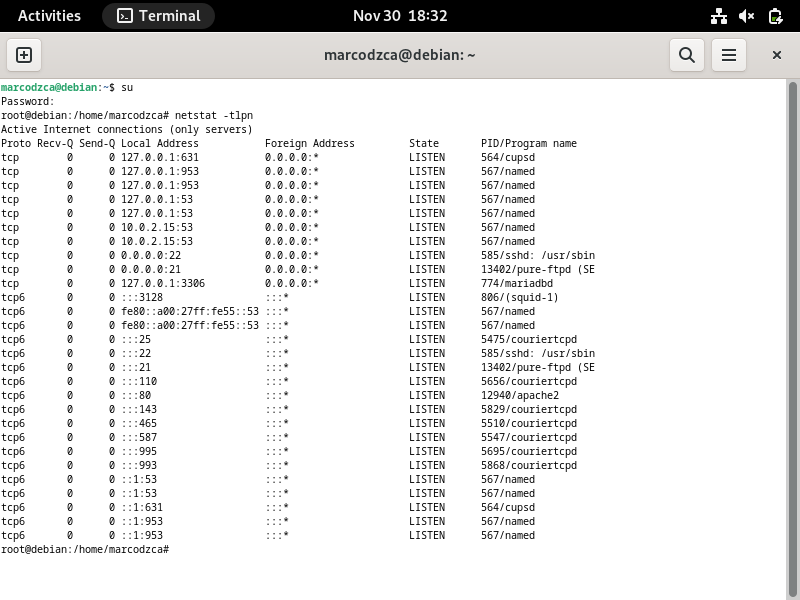 Activities Terminal Nov 30 18:32
marcodzca@debian: ~
marcodzca@debian:~$ su
Password:
root@debian:/home/marcodzca# netstat -tlpn
Active Internet connections (only servers)
Proto Recv-Q Send-Q Local Address           Foreign Address         State       PID/Program name
tcp        0      0 127.0.0.1:631           0.0.0.0:*               LISTEN      564/cupsd
tcp        0      0 127.0.0.1:953           0.0.0.0:*               LISTEN      567/named
tcp        0      0 127.0.0.1:953           0.0.0.0:*               LISTEN      567/named
tcp        0      0 127.0.0.1:53            0.0.0.0:*               LISTEN      567/named
tcp        0      0 127.0.0.1:53            0.0.0.0:*               LISTEN      567/named
tcp        0      0 10.0.2.15:53            0.0.0.0:*               LISTEN      567/named
tcp        0      0 10.0.2.15:53            0.0.0.0:*               LISTEN      567/named
tcp        0      0 0.0.0.0:22              0.0.0.0:*               LISTEN      585/sshd: /usr/sbin
tcp        0      0 0.0.0.0:21              0.0.0.0:*               LISTEN      13402/pure-ftpd (SE
tcp        0      0 127.0.0.1:3306          0.0.0.0:*               LISTEN      774/mariadbd
tcp6       0      0 :::3128                 :::*                    LISTEN      806/(squid-1)
tcp6       0      0 fe80::a00:27ff:fe55::53 :::*                    LISTEN      567/named
tcp6       0      0 fe80::a00:27ff:fe55::53 :::*                    LISTEN      567/named
tcp6       0      0 :::25                   :::*                    LISTEN      5475/couriertcpd
tcp6       0      0 :::22                   :::*                    LISTEN      585/sshd: /usr/sbin
tcp6       0      0 :::21                   :::*                    LISTEN      13402/pure-ftpd (SE
tcp6       0      0 :::110                  :::*                    LISTEN      5656/couriertcpd
tcp6       0      0 :::80                   :::*                    LISTEN      12940/apache2
tcp6       0      0 :::143                  :::*                    LISTEN      5829/couriertcpd
tcp6       0      0 :::465                  :::*                    LISTEN      5510/couriertcpd
tcp6       0      0 :::587                  :::*                    LISTEN      5547/couriertcpd
tcp6       0      0 :::995                  :::*                    LISTEN      5695/couriertcpd
tcp6       0      0 :::993                  :::*                    LISTEN      5868/couriertcpd
tcp6       0      0 ::1:53                  :::*                    LISTEN      567/named
tcp6       0      0 ::1:53                  :::*                    LISTEN      567/named
tcp6       0      0 ::1:631                 :::*                    LISTEN      564/cupsd
tcp6       0      0 ::1:953                 :::*                    LISTEN      567/named
tcp6       0      0 ::1:953                 :::*                    LISTEN      567/named
root@debian:/home/marcodzca#